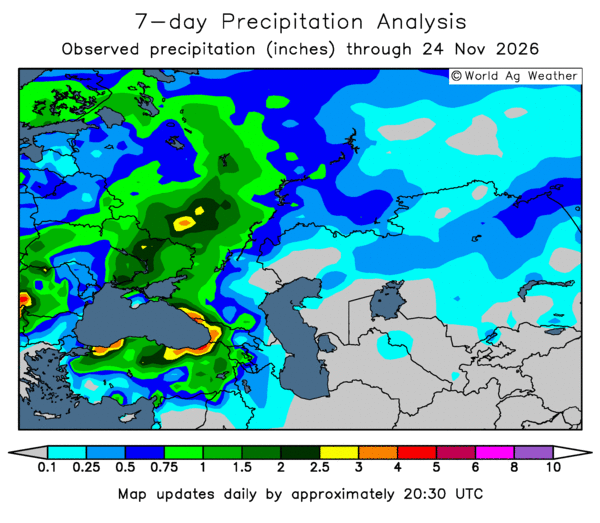 7-day Precipitation Analysis
Observed precipitation (inches) through 24 Nov 2026
© World Ag Weather
0.1 0.25 0.5 0.75 1 1.5 2 2.5 3 4 5 6 8 10
Map updates daily by approximately 20:30 UTC